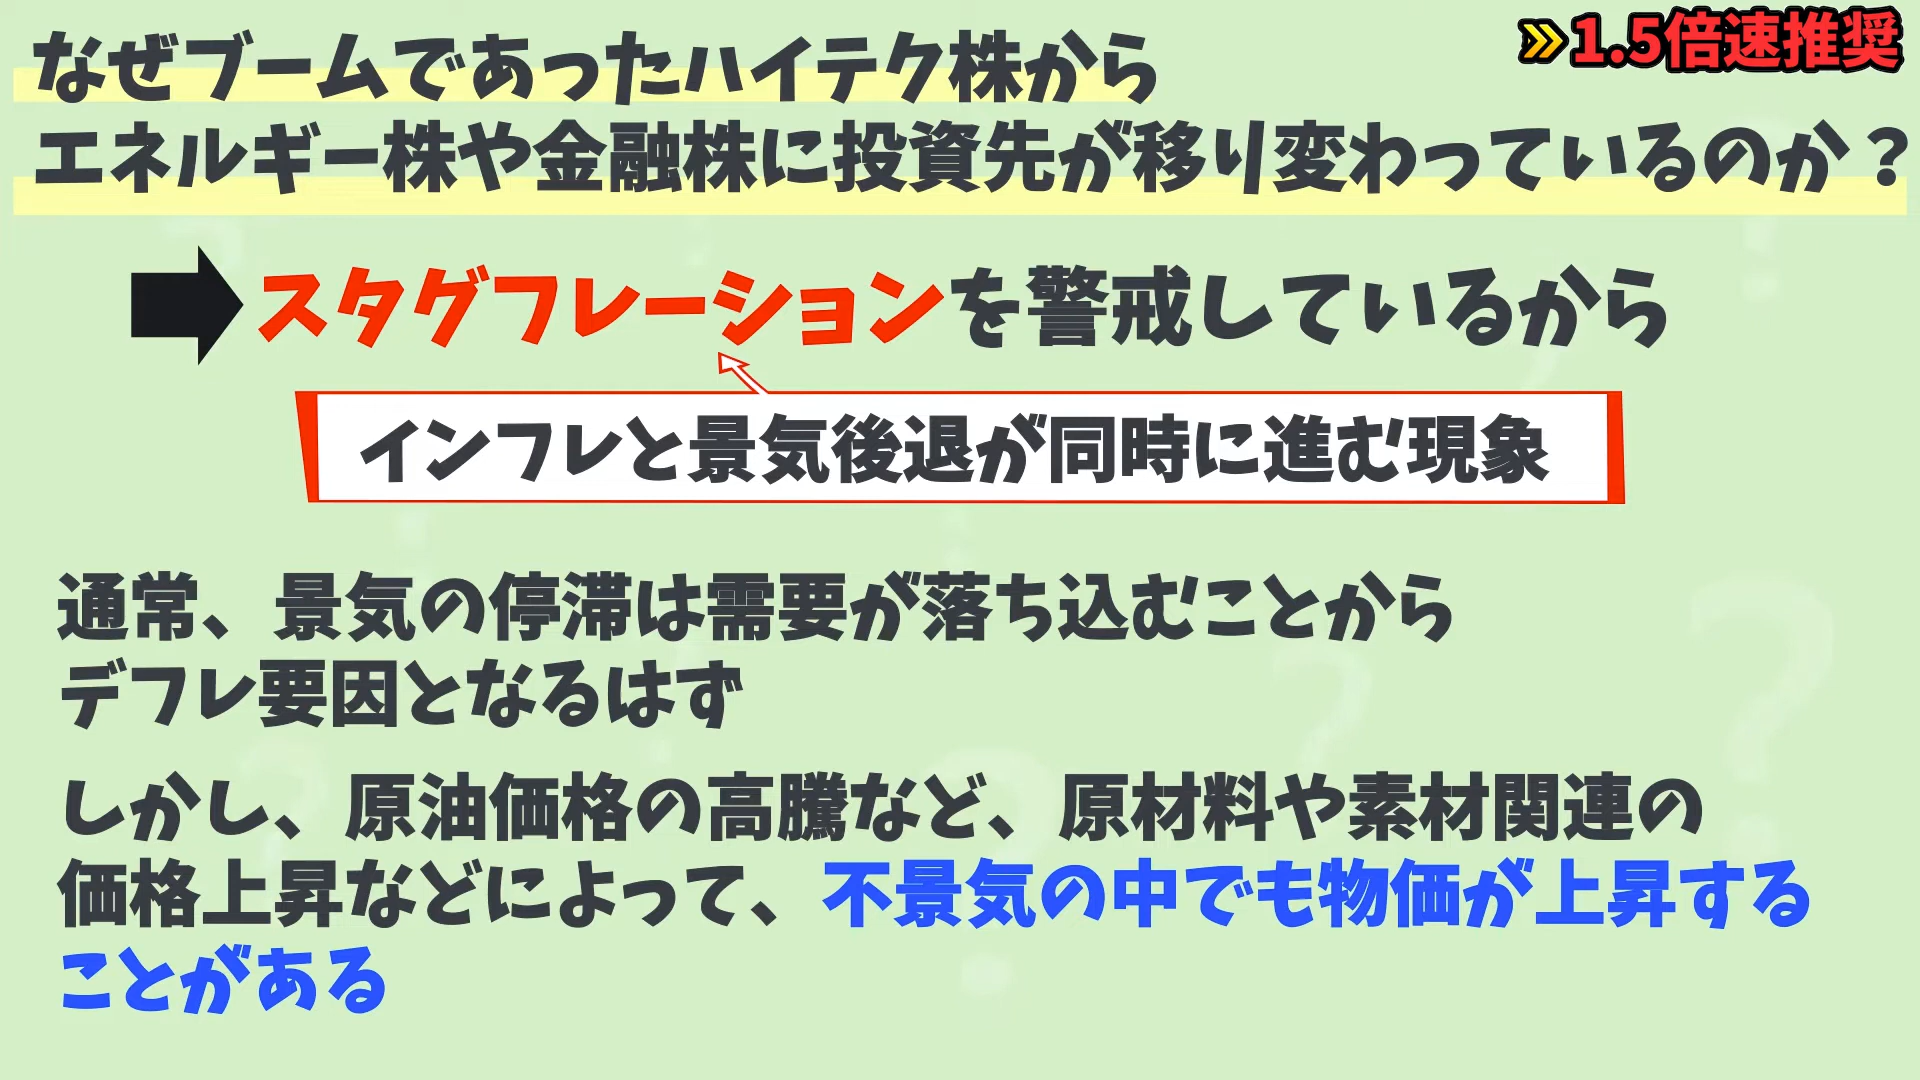 なぜブームであったハイテク株から
1.5倍速推奨
エネルギー株や金融株に投資先が移り変わっているのか？
スタグフレーションを警戒しているから
インフレと景気後退が同時に進む現象
通常、景気の停滞は需要が落ち込むことから
デフレ要因となるはず
しかし、原油価格の高騰など、原材料や素材関連の
価格上昇などによって、不景気の中でも物価が上昇する
ことがある